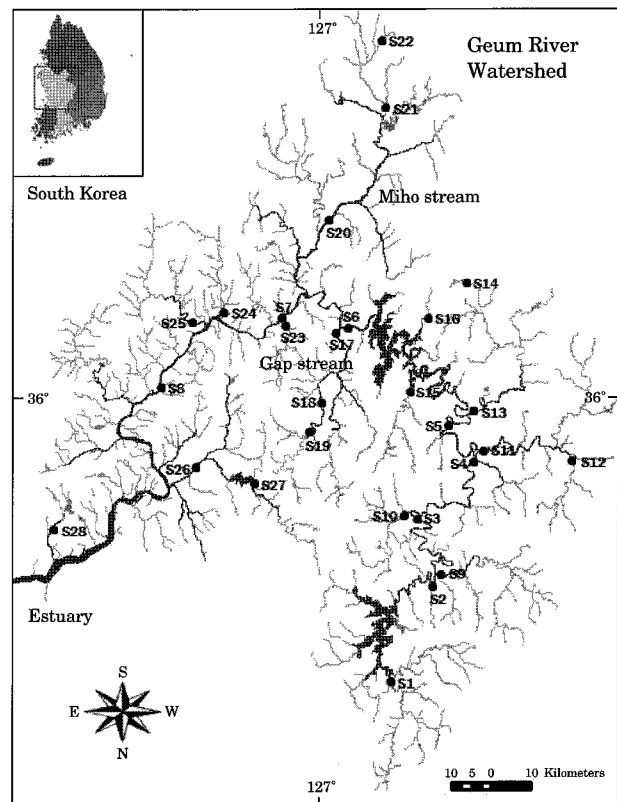 127°
S22
Geum River
Watershed
S21
South Korea
Miho stream
S20
S14
S24
S7
S6
S16
S25
S23
S17
Gap stream
S8
S15
36°
S18
36°
S13
S5
S19
S11
S4
S12
S26
S27
S10
S3
S28
S9
S2
Estuary
S1
S
E
W
N
127°
10 5 0 10 Kilometers